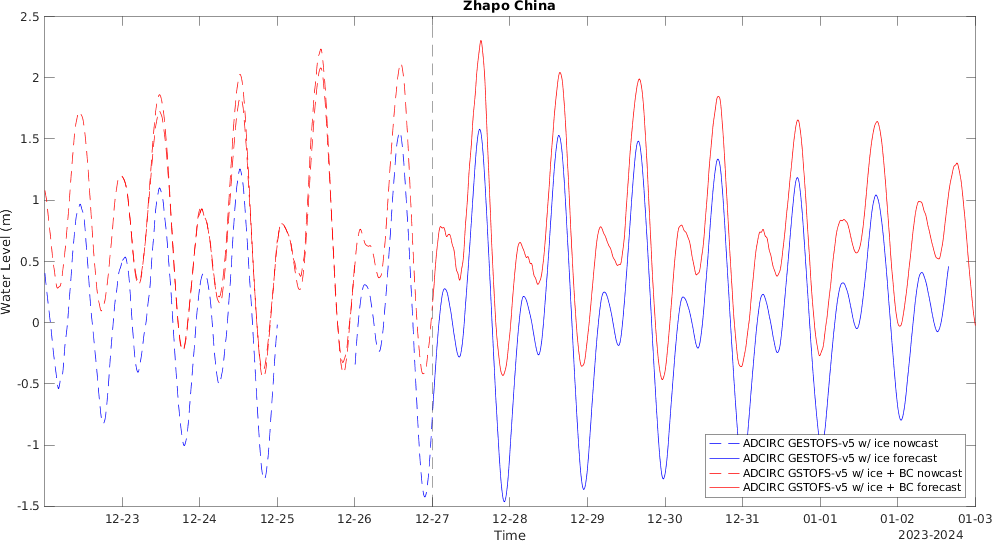 Zhapo China
2.5
2
1.5
1
0.5
0
-0.5
-1
-1.5
Water Level (m)
ADCIRC GESTOFS-v5 w/ ice nowcast
ADCIRC GESTOFS-v5 w/ ice forecast
ADCIRC GSTOFS-v5 w/ ice + BC nowcast
ADCIRC GSTOFS-v5 w/ ice + BC forecast
12-23 12-24 12-25 12-26 12-27 12-28 12-29 12-30 12-31 01-01 01-02 01-03
Time
2023-2024